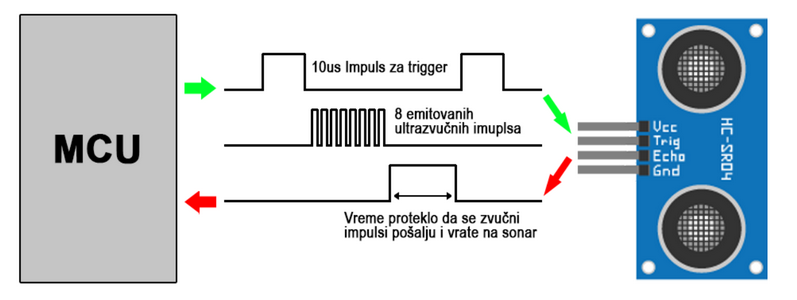 MCU
10us Impuls za trigger
8 emitovanih
ultrazvučnih imuplsa
Vreme proteklo da se zvučni
impulsi pošalju i vrate na sonar
Vcc
Trig
Echo
Gnd
HC-SR04